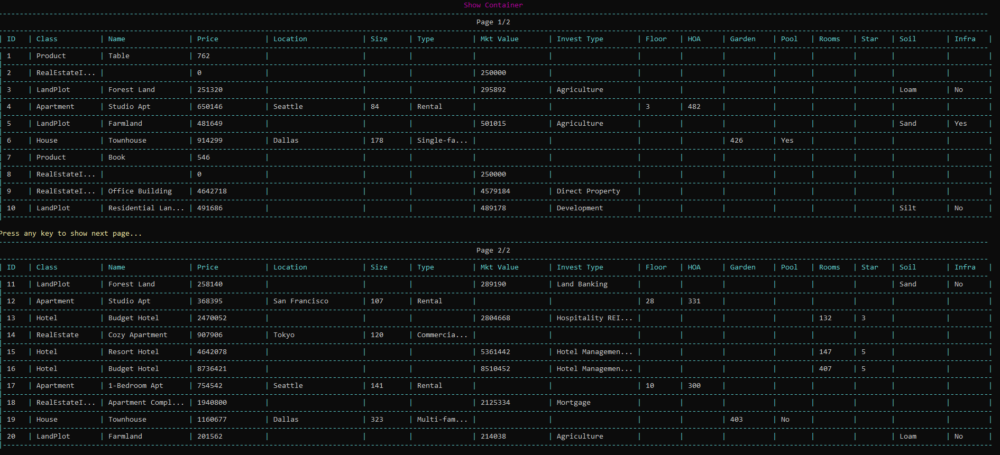 Show Container
Page 1/2
| ID | Class | Name | Price | Location | Size | Type | Mkt Value | Invest Type | Floor | HOA | Garden | Pool | Rooms | Star | Soil | Infra |
| 1 | Product | Table | 762 | | | | | | | | | | | | | |
| 2 | RealEstateI... | | 0 | | | | 250000 | | | | | | | | | |
| 3 | LandPlot | Forest Land | 251320 | | | | 295892 | Agriculture | | | | | | | Loam | No |
| 4 | Apartment | Studio Apt | 650146 | Seattle | 84 | Rental | | | 3 | 482 | | | | | | |
| 5 | LandPlot | Farmland | 481649 | | | | 501015 | Agriculture | | | | | | | Sand | Yes |
| 6 | House | Townhouse | 914299 | Dallas | 178 | Single-fa... | | | | | 426 | Yes | | | | |
| 7 | Product | Book | 546 | | | | | | | | | | | | | |
| 8 | RealEstateI... | | 0 | | | | 250000 | | | | | | | | | |
| 9 | RealEstateI... | Office Building | 4642718 | | | | 4579184 | Direct Property | | | | | | | | |
| 10 | LandPlot | Residential Lan... | 491686 | | | | 489178 | Development | | | | | | | Silt | No |
Press any key to show next page...
Page 2/2
| ID | Class | Name | Price | Location | Size | Type | Mkt Value | Invest Type | Floor | HOA | Garden | Pool | Rooms | Star | Soil | Infra |
| 11 | LandPlot | Forest Land | 258140 | | | | 289190 | Land Banking | | | | | | | Sand | No |
| 12 | Apartment | Studio Apt | 368395 | San Francisco | 107 | Rental | | | 28 | 331 | | | | | | |
| 13 | Hotel | Budget Hotel | 2470052 | | | | 2804668 | Hospitality REI... | | | | | 132 | 3 | | |
| 14 | RealEstate | Cozy Apartment | 907906 | Tokyo | 120 | Commercia... | | | | | | | | | | |
| 15 | Hotel | Resort Hotel | 4642078 | | | | 5361442 | Hotel Managemen... | | | | | 147 | 5 | | |
| 16 | Hotel | Budget Hotel | 8736421 | | | | 8510452 | Hotel Managemen... | | | | | 407 | 5 | | |
| 17 | Apartment | 1-Bedroom Apt | 754542 | Seattle | 141 | Rental | | | 10 | 300 | | | | | | |
| 18 | RealEstateI... | Apartment Compl... | 1940800 | | | | 2125334 | Mortgage | | | | | | | | |
| 19 | House | Townhouse | 1160677 | Dallas | 323 | Multi-fam... | | | | | 403 | No | | | | |
| 20 | LandPlot | Farmland | 201562 | | | | 214038 | Agriculture | | | | | | | Loam | No |